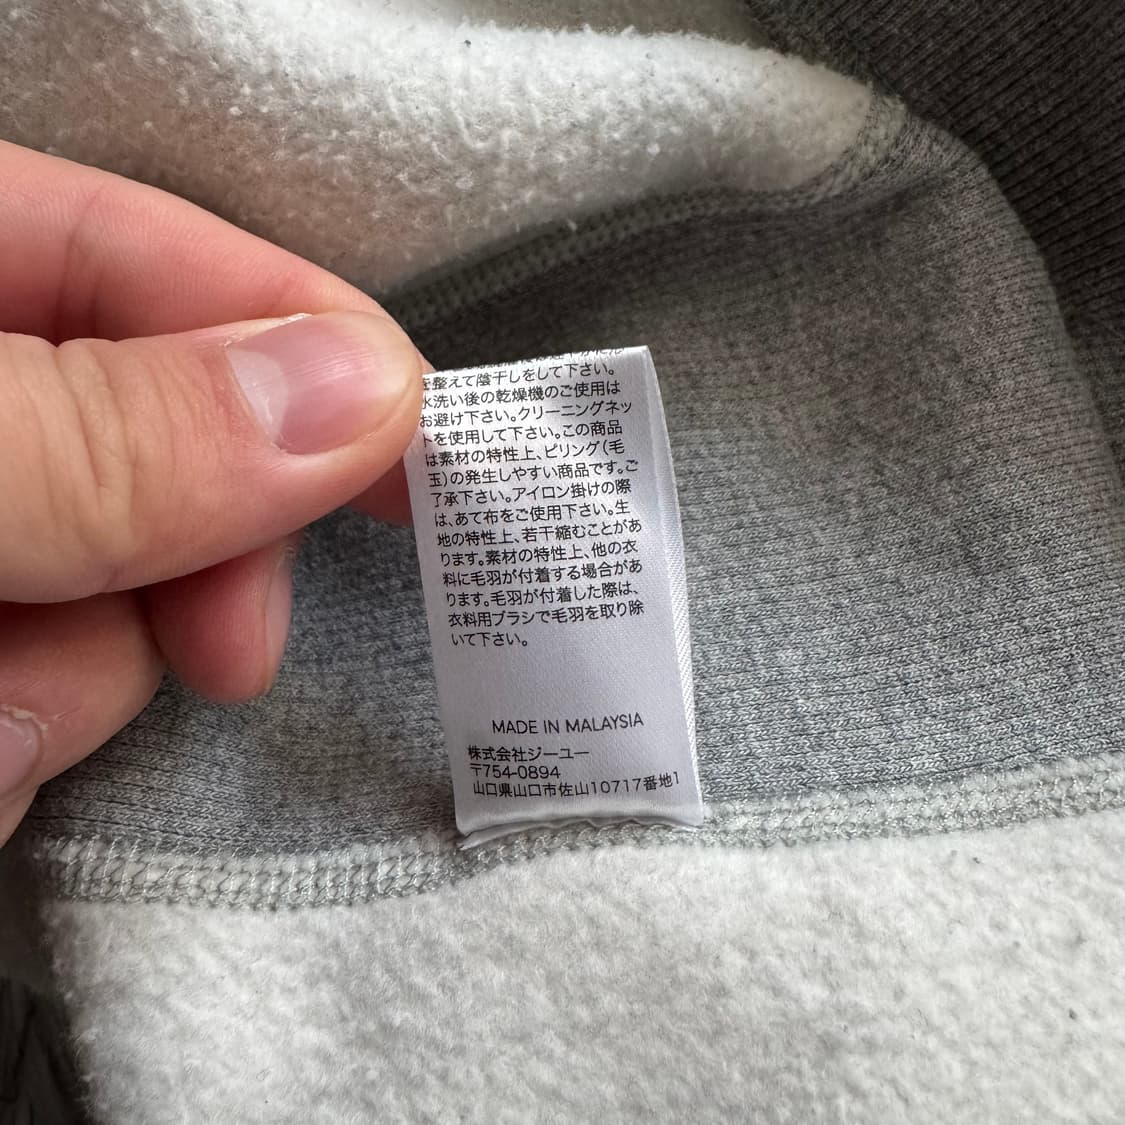 を整えて陰干しをして下さい。
水洗い後の乾燥機のご使用は
お避け下さい。クリーニングネッ
トを使用して下さい。この商品
は素材の特性上、ピリング(毛
玉)の発生しやすい商品です。ご
了承下さい。アイロン掛けの際
は、あて布をご使用下さい。生
地の特性上、若干縮むことがあ
ります。素材の特性上、他の衣
料に毛羽が付着する場合があ
ります。毛羽が付着した際は、
衣料用ブラシで毛羽を取り除
いて下さい。
MADE IN MALAYSIA
株式会社ジーユー
〒754-0894
山口県山口市佐山10717番地1